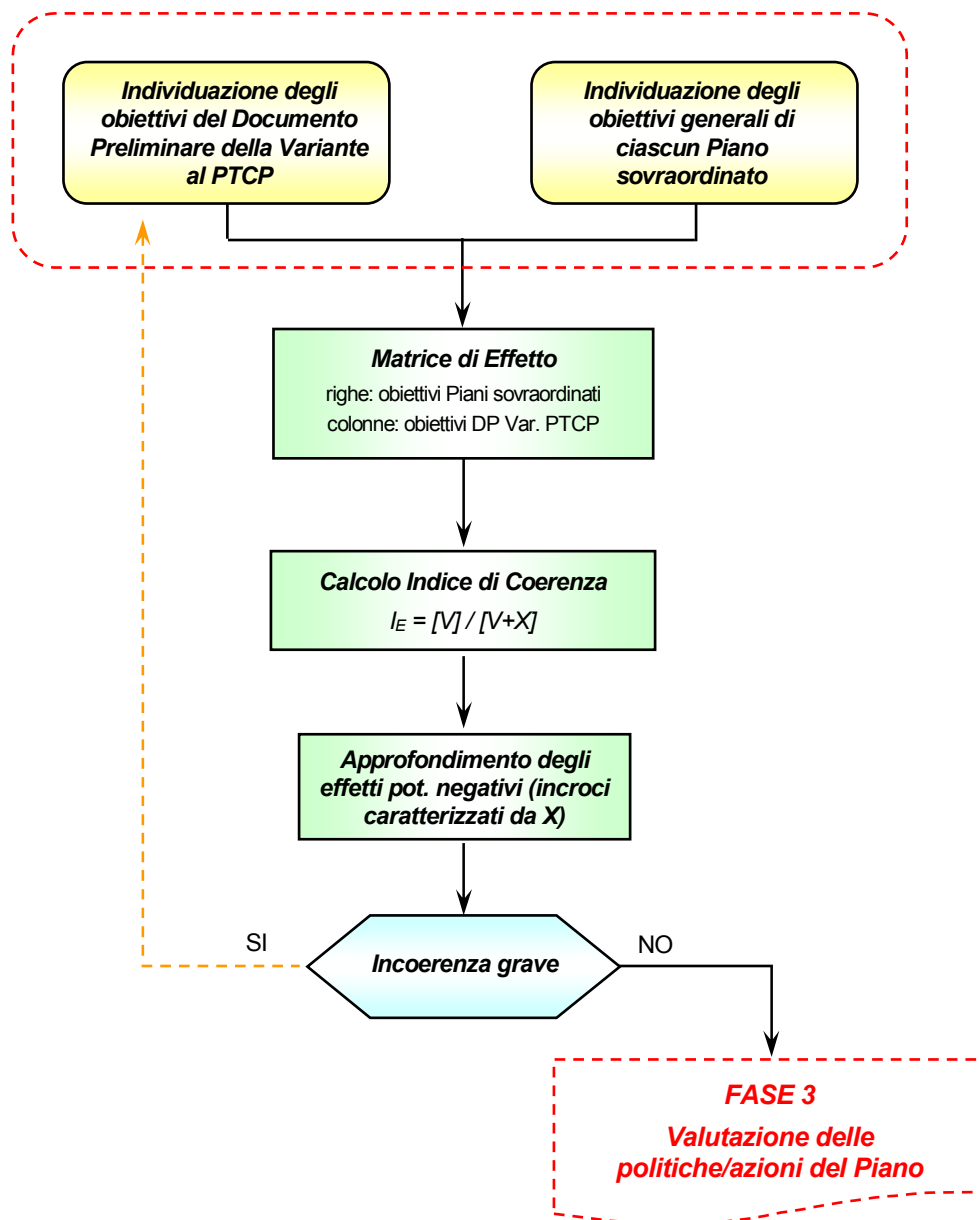 Individuazione degli
obiettivi del Documento
Preliminare della Variante
al PTCP
Individuazione degli
obiettivi generali di
ciascun Piano
sovraordinato
Matrice di Effetto
righe: obiettivi Piani sovraordinati
colonne: obiettivi DP Var. PTCP
Calcolo Indice di Coerenza
IE = [V] / [V+X]
Approfondimento degli
effetti pot. negativi (incroci
caratterizzati da X)
SI
Incoerenza grave
NO
FASE 3
Valutazione delle
politiche/azioni del Piano